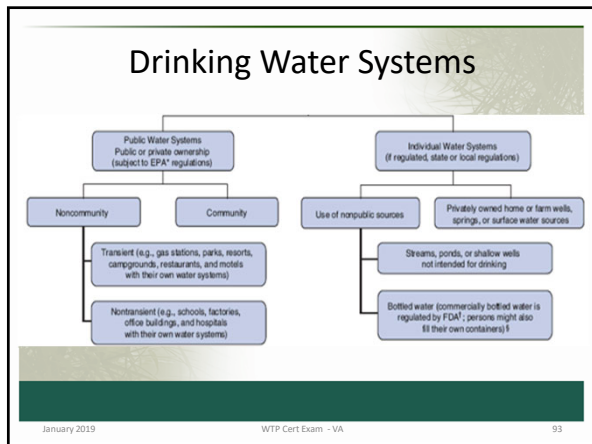 Drinking Water Systems
Public Water Systems
Public or private ownership
(subject to EPA* regulations)
Individual Water Systems
(if regulated, state or local regulations)
Noncommunity
Community
Use of nonpublic sources
Privately owned home or farm wells,
springs, or surface water sources
Transient (e.g., gas stations, parks, resorts,
campgrounds, restaurants, and motels
with their own water systems)
Streams, ponds, or shallow wells
not intended for drinking
Nontransient (e.g., schools, factories,
office buildings, and hospitals
with their own water systems)
Bottled water (commercially bottled water is
regulated by FDA†; persons might also
fill their own containers)§
January 2019
WTP Cert Exam - VA
93